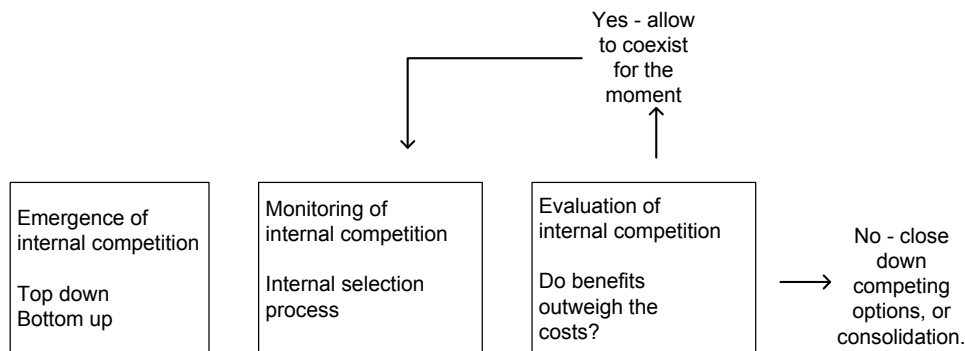 Yes - allow
to coexist
for the
moment
Emergence of
internal competition
Top down
Bottom up
Monitoring of
internal competition
Internal selection
process
Evaluation of
internal competition
Do benefits
outweigh the
costs?
No - close
down
competing
options, or
consolidation.